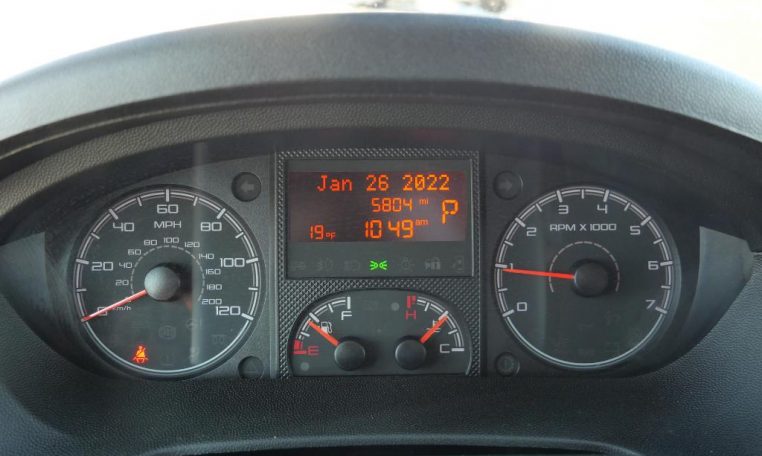 Jan 26 2022
5804 mi
P
19°F 10:49 am
MPH
0 20 40 60 80 100 120
km/h
20 40 60 80 100 120 140 160 180 200
F
E
H
C
RPM X 1000
0 1 2 3 4 5 6 7